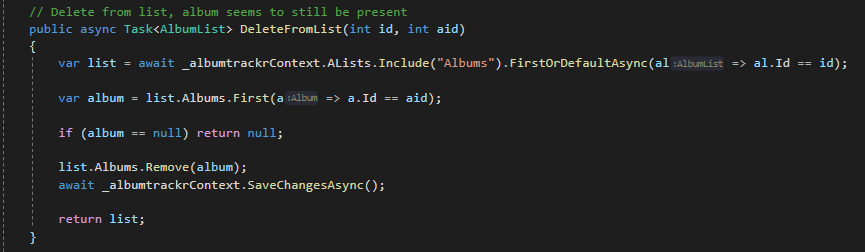 // Delete from list, album seems to still be present
public async Task<AlbumList> DeleteFromList(int id, int aid)
{
var list = await _albumtrackrContext.ALists.Include("Albums").FirstOrDefaultAsync(al :AlbumList => al.Id == id);
var album = list.Albums.First(a :Album => a.Id == aid);
if (album == null) return null;
list.Albums.Remove(album);
await _albumtrackrContext.SaveChangesAsync();
return list;
}